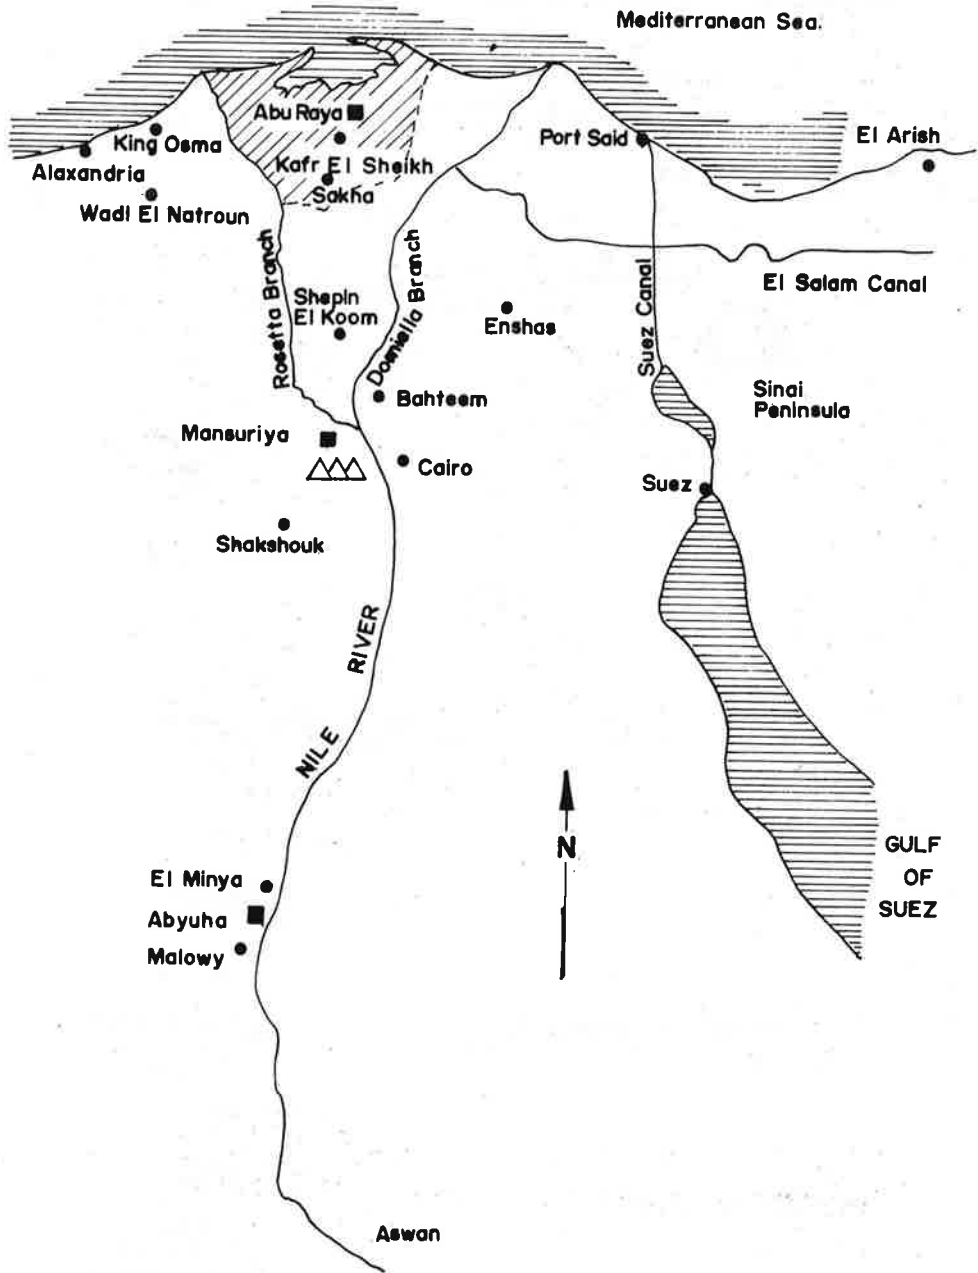 Mediterranean Sea.
Abu Raya
Port Said
El Arish
King Osma
Kafr El Sheikh
Alaxandria
Sakha
Wadl El Natroun
Rosetta Branch
Domiella Branch
Suez Canal
El Salam Canal
Shepin
El Koom
Enshas
Sinai
Peninsula
Bahteem
Mansuriya
Cairo
Suez
Shakshouk
NILE RIVER
N
GULF
OF
SUEZ
El Minya
Abyuha
Malowy
Aswan